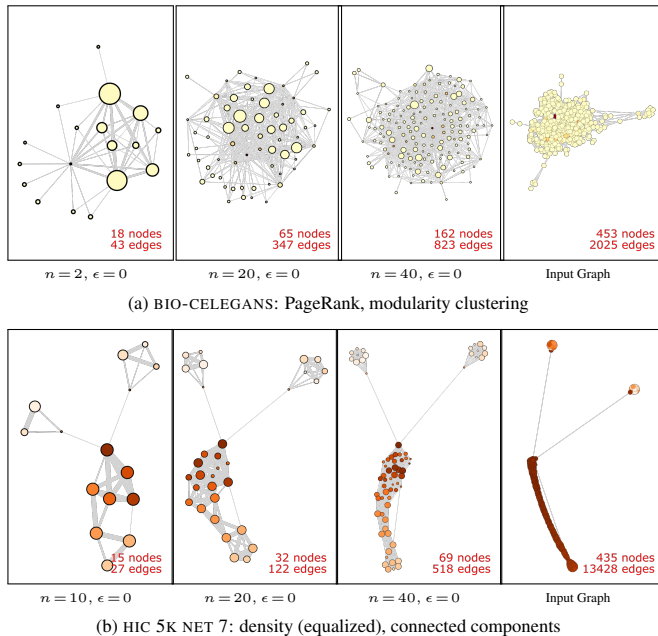 18 nodes
43 edges
65 nodes
347 edges
162 nodes
823 edges
453 nodes
2025 edges
n=2, ϵ=0
n=20, ϵ=0
n=40, ϵ=0
Input Graph
(a) BIO-CELEGANS: PageRank, modularity clustering
15 nodes
27 edges
32 nodes
122 edges
69 nodes
518 edges
435 nodes
13428 edges
n=10, ϵ=0
n=20, ϵ=0
n=40, ϵ=0
Input Graph
(b) HIC 5K NET 7: density (equalized), connected components